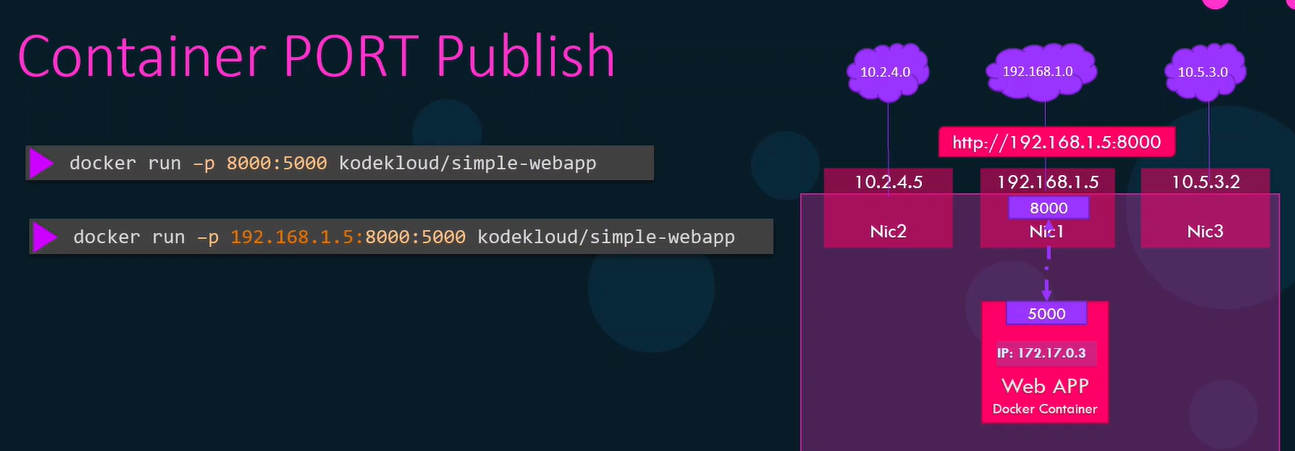 Container PORT Publish
docker run –p 8000:5000 kodekloud/simple-webapp
docker run –p 192.168.1.5:8000:5000 kodekloud/simple-webapp
10.2.4.0
192.168.1.0
10.5.3.0
http://192.168.1.5:8000
10.2.4.5
192.168.1.5
10.5.3.2
8000
Nic2
Nic1
Nic3
5000
IP: 172.17.0.3
Web APP
Docker Container